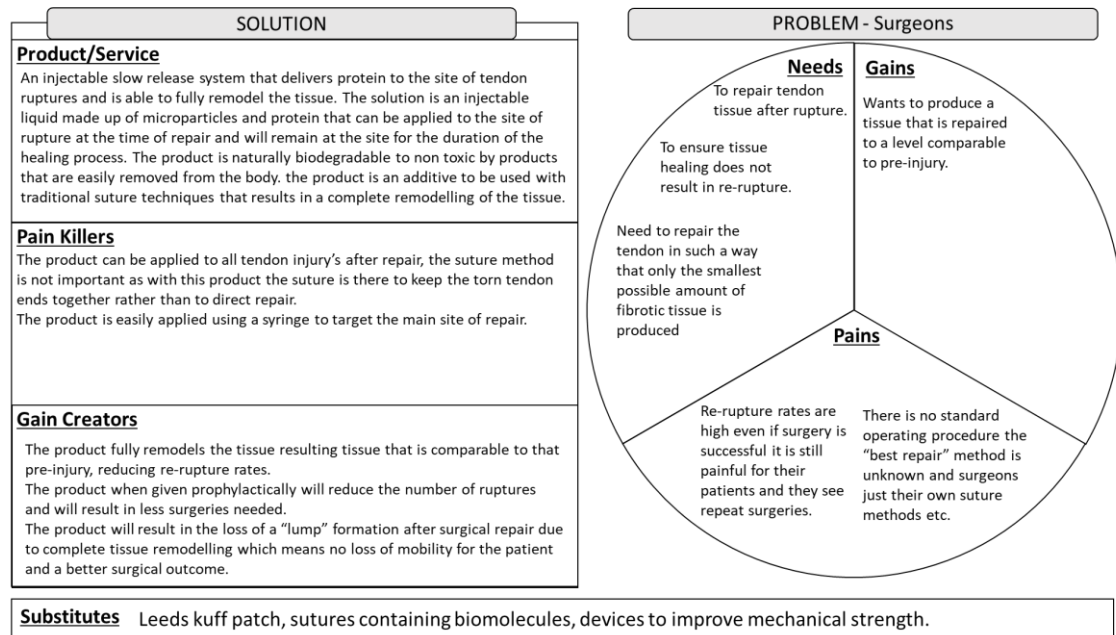 SOLUTION
Product/Service
An injectable slow release system that delivers protein to the site of tendon
ruptures and is able to fully remodel the tissue. The solution is an injectable
liquid made up of microparticles and protein that can be applied to the site of
rupture at the time of repair and will remain at the site for the duration of the
healing process. The product is naturally biodegradable to non toxic by products
that are easily removed from the body. the product is an additive to be used with
traditional suture techniques that results in a complete remodelling of the tissue.
Pain Killers
The product can be applied to all tendon injury's after repair, the suture method
is not important as with this product the suture is there to keep the torn tendon
ends together rather than to direct repair.
The product is easily applied using a syringe to target the main site of repair.
Gain Creators
The product fully remodels the tissue resulting tissue that is comparable to that
pre-injury, reducing re-rupture rates.
The product when given prophylactically will reduce the number of ruptures
and will result in less surgeries needed.
The product will result in the loss of a “lump” formation after surgical repair due
to complete tissue remodelling which means no loss of mobility for the patient
and a better surgical outcome.
PROBLEM - Surgeons
Needs
To repair tendon
tissue after rupture.
To ensure tissue
healing does not
result in re-rupture.
Need to repair the
tendon in such a way
that only the smallest
possible amount of
fibrotic tissue is
produced
Gains
Wants to produce a
tissue that is repaired
to a level comparable
to pre-injury.
Pains
Re-rupture rates are
high even if surgery is
successful it is still
painful for their
patients and they see
repeat surgeries.
There is no standard
operating procedure the
“best repair” method is
unknown and surgeons
just their own suture
methods etc.
Substitutes Leeds kuff patch, sutures containing biomolecules, devices to improve mechanical strength.